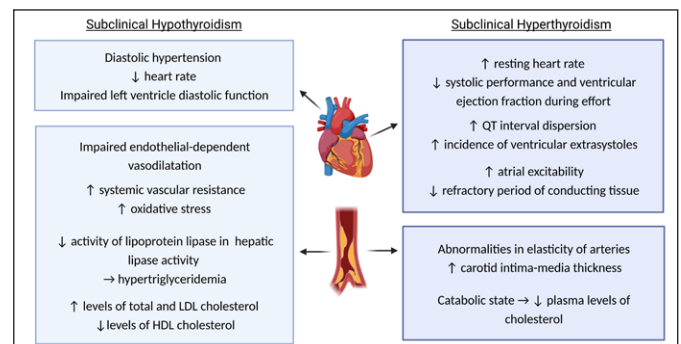 Subclinical Hypothyroidism
Diastolic hypertension
↓ heart rate
Impaired left ventricle diastolic function
Impaired endothelial-dependent
vasodilatation
↑ systemic vascular resistance
↑ oxidative stress
↓ activity of lipoprotein lipase in hepatic
lipase activity
→ hypertriglyceridemia
↑ levels of total and LDL cholesterol
↓ levels of HDL cholesterol
Subclinical Hyperthyroidism
↑ resting heart rate
↓ systolic performance and ventricular
ejection fraction during effort
↑ QT interval dispersion
↑ incidence of ventricular extrasystoles
↑ atrial excitability
↓ refractory period of conducting tissue
Abnormalities in elasticity of arteries
↑ carotid intima-media thickness
Catabolic state → ↓ plasma levels of
cholesterol